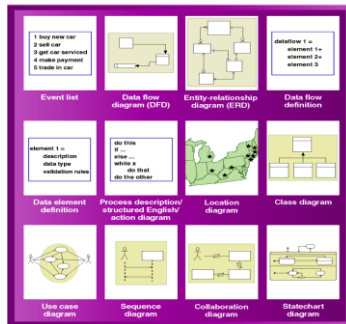 1 buy new car
2 sell car
3 get car serviced
4 make payment
5 trade in car
Event list
Data flow
diagram (DFD)
Entity-relationship
diagram (ERD)
dataflow 1 =
element 1+
element 2+
element 3
Data flow
definition
element 1 =
description
data type
validation rules
Data element
definition
do this
if ...
else ...
while x
do that
do the other
Process description/
structured English/
action diagram
Location
diagram
Class diagram
Use case
diagram
Sequence
diagram
Collaboration
diagram
Statechart
diagram